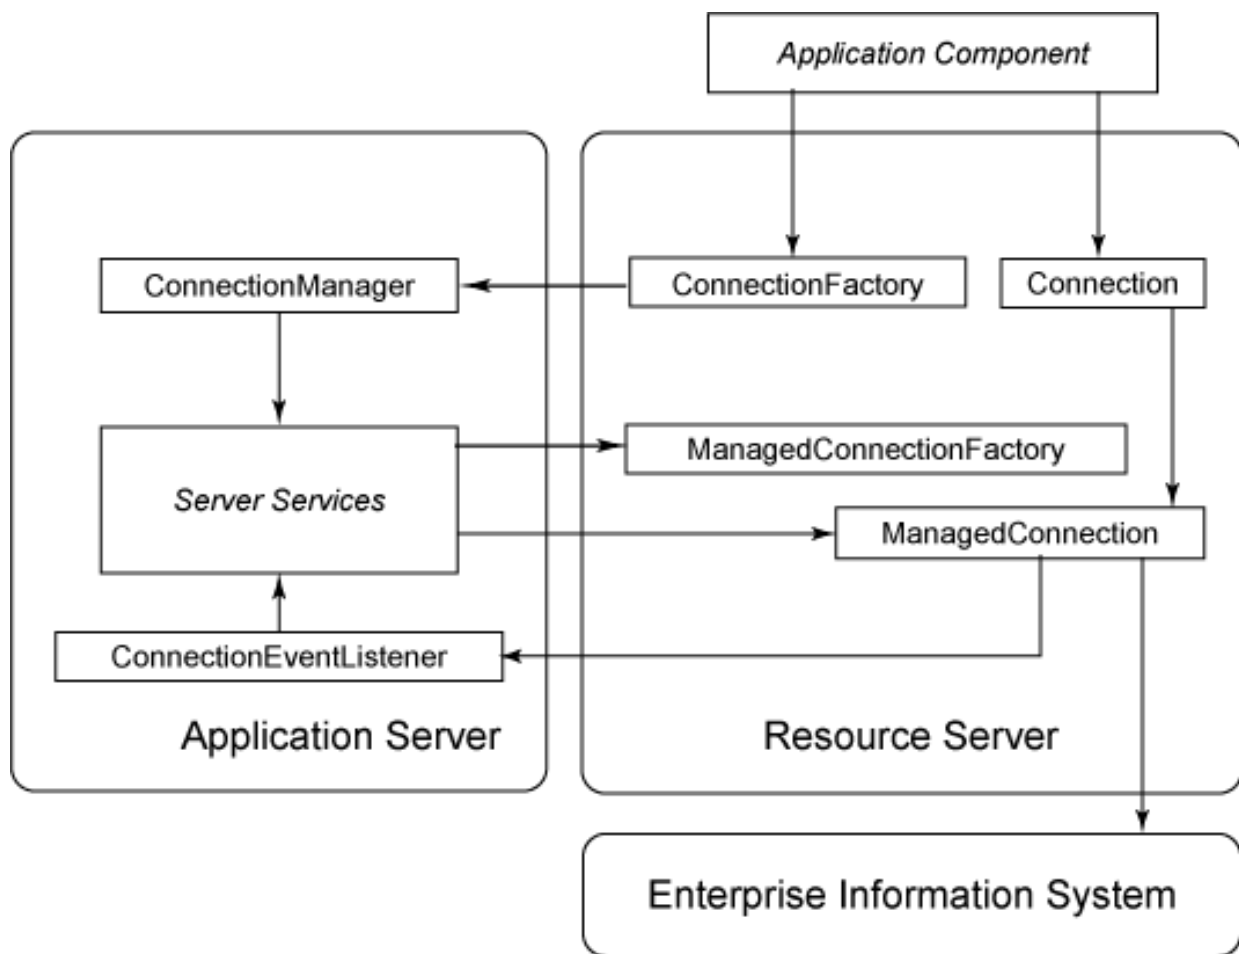 Application Component
ConnectionManager
ConnectionFactory
Connection
Server Services
ManagedConnectionFactory
ManagedConnection
ConnectionEventListener
Application Server
Resource Server
Enterprise Information System